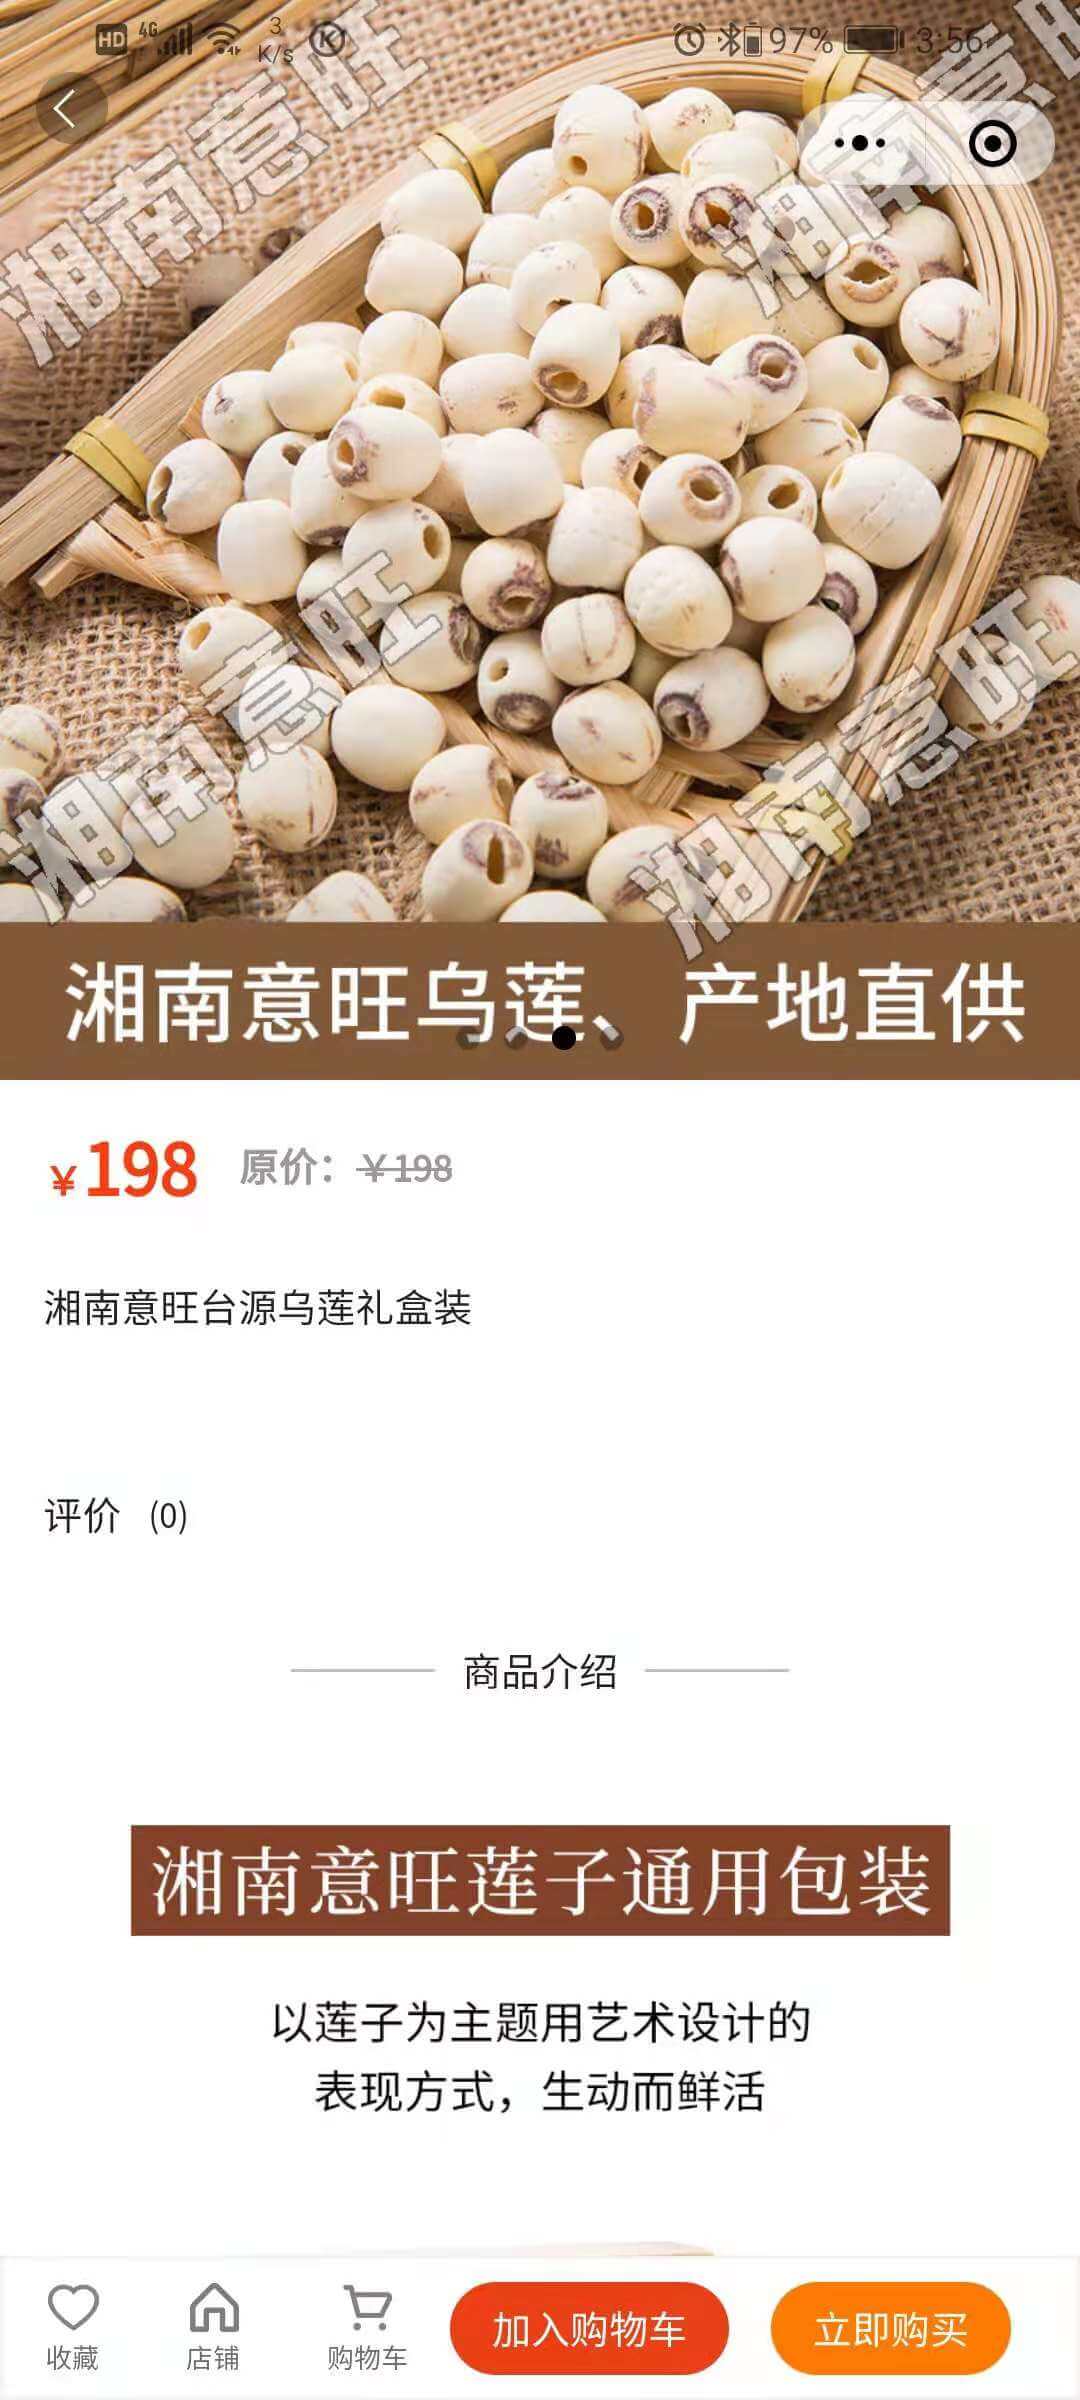 HD 4G 3 K/s K 97% 3:56
湘南意旺
湘南意旺
湘南意旺
湘南意旺
湘南意旺乌莲、产地直供
¥198 原价：¥198
湘南意旺台源乌莲礼盒装
评价 (0)
商品介绍
湘南意旺莲子通用包装
以莲子为主题用艺术设计的
表现方式，生动而鲜活
收藏 店铺 购物车 加入购物车 立即购买